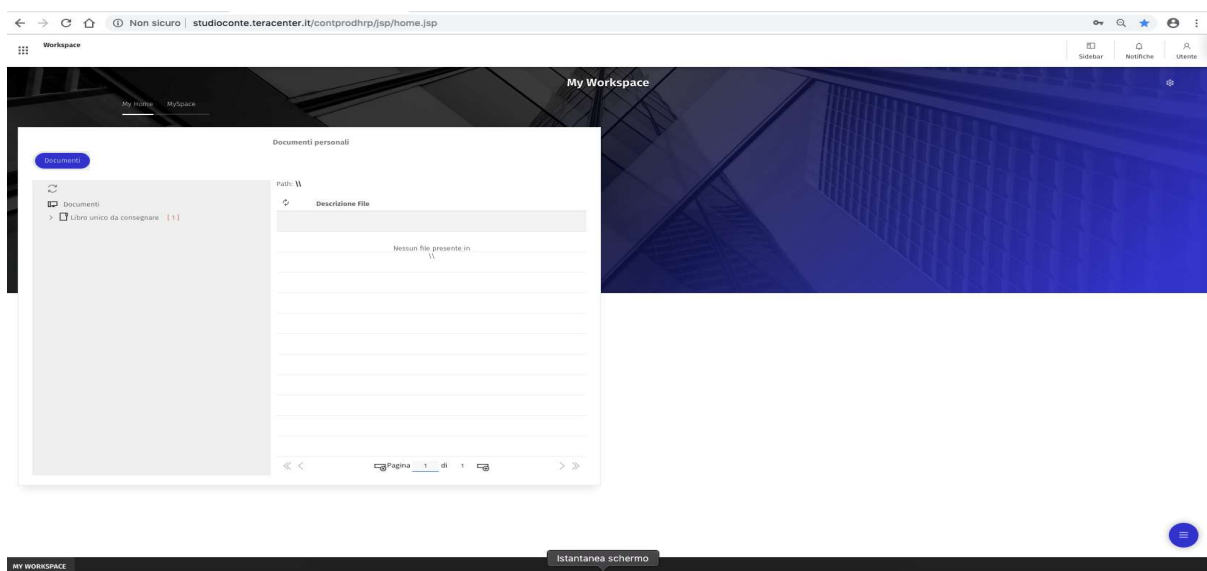 Non sicuro | studioconte.teracenter.it/contprodhrp/jsp/home.jsp
Workspace
Sidebar Notifiche Utente
My Workspace
My Home MySpace
Documenti personali
Documenti
Path: \\
Documenti
Descrizione File
Libro unico da consegnare [1]
Nessun file presente in
\\
Pagina 1 di 1
Istantanea schermo
MY WORKSPACE